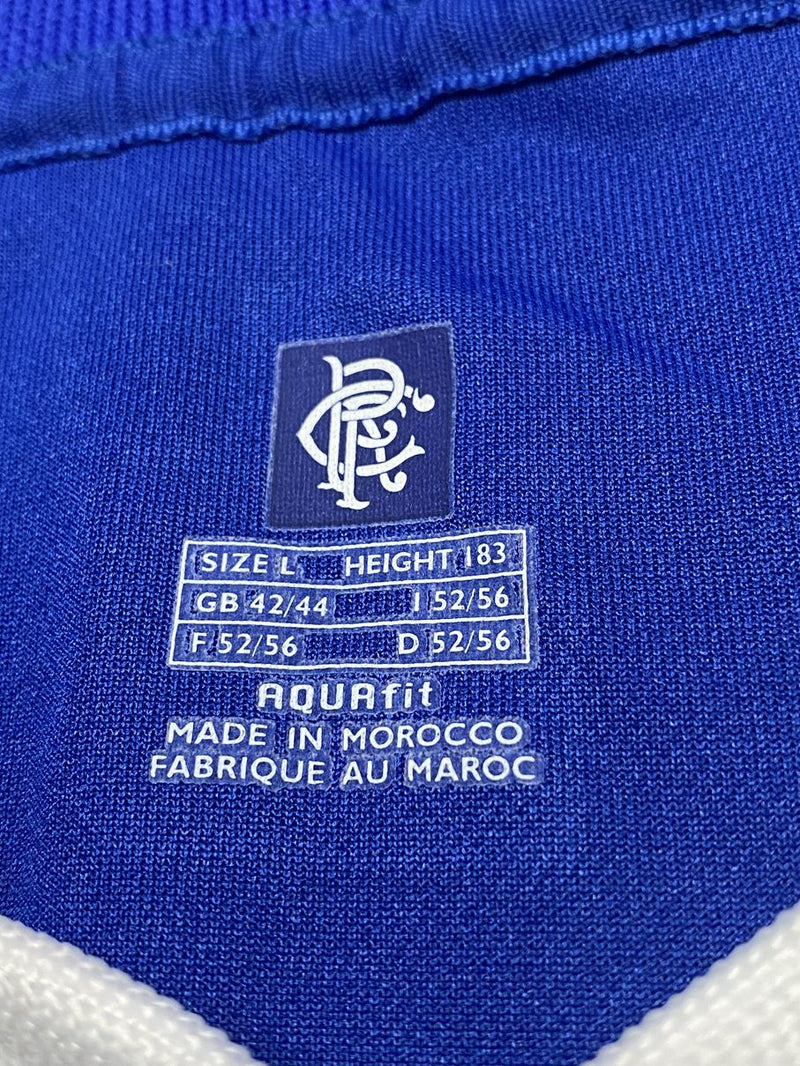 RFC
SIZE L HEIGHT 183
GB 42/44 I 52/56
F 52/56 D 52/56
AQUAfit
MADE IN MOROCCO
FABRIQUE AU MAROC